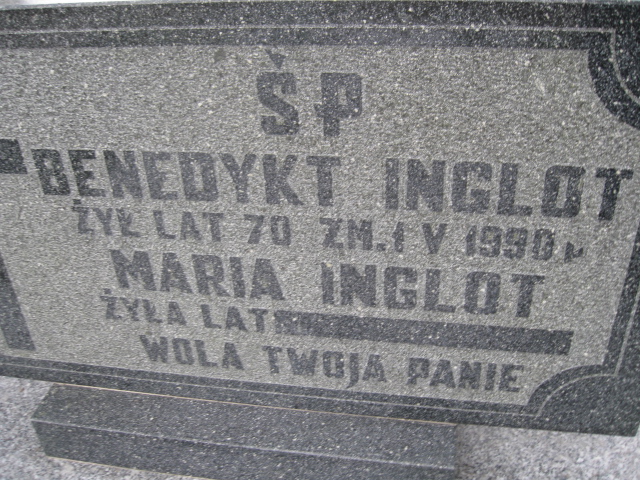 ŚP
BENEDYKT INGLOT
ŻYŁ LAT 70 ZM. 1 V 1990 r
MARIA INGLOT
ŻYŁA LAT
WOLA TWOJA PANIE